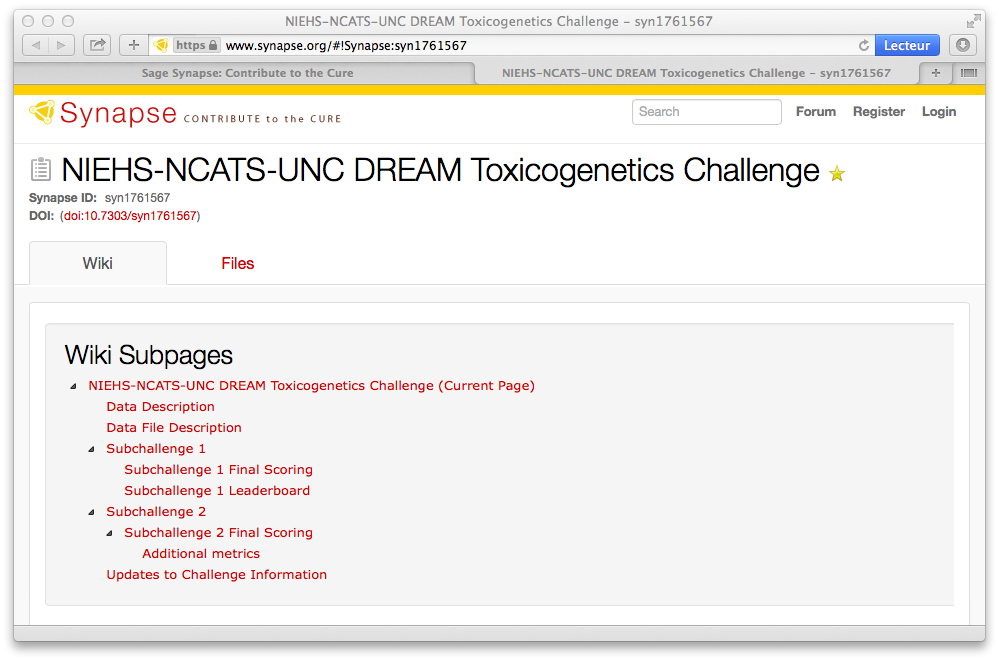 NIEHS-NCATS-UNC DREAM Toxicogenetics Challenge – syn1761567
https www.synapse.org/#!Synapse:syn1761567 Lecteur
Sage Synapse: Contribute to the Cure NIEHS-NCATS-UNC DREAM Toxicogenetics Challenge – syn1761567
Synapse CONTRIBUTE to the CURE Search Forum Register Login
NIEHS-NCATS-UNC DREAM Toxicogenetics Challenge
Synapse ID: syn1761567
DOI: (doi:10.7303/syn1761567)
Wiki Files
Wiki Subpages
NIEHS-NCATS-UNC DREAM Toxicogenetics Challenge (Current Page)
Data Description
Data File Description
Subchallenge 1
Subchallenge 1 Final Scoring
Subchallenge 1 Leaderboard
Subchallenge 2
Subchallenge 2 Final Scoring
Additional metrics
Updates to Challenge Information